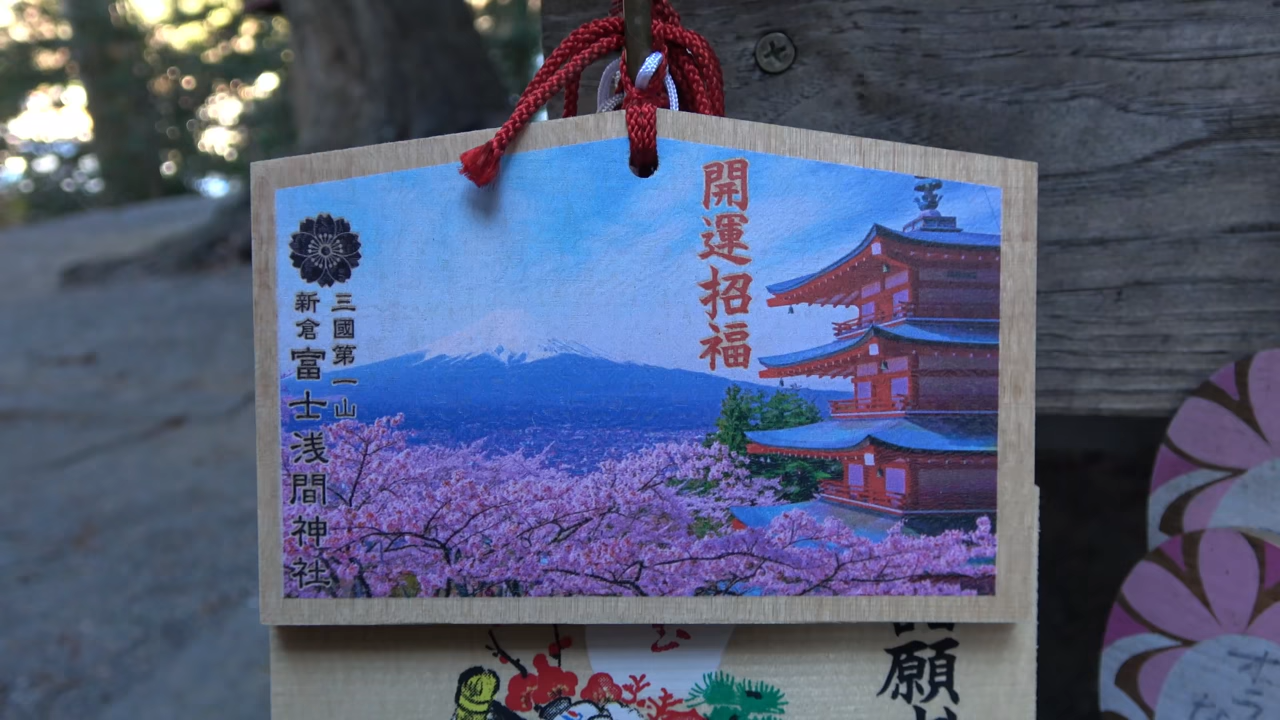 開運招福
三國第一山
新倉富士浅間神社
願